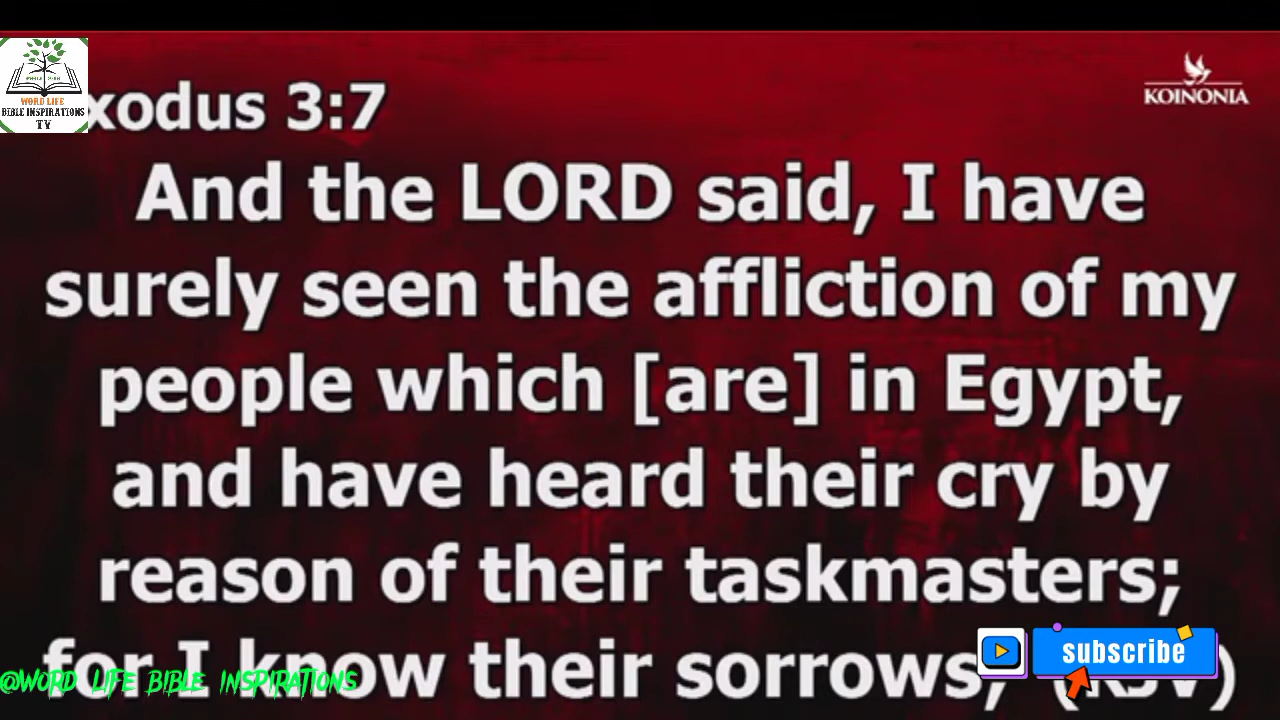 WORD LIFE
BIBLE INSPIRATIONS
TV
xodus 3:7
KOINONIA
And the LORD said, I have
surely seen the affliction of my
people which [are] in Egypt,
and have heard their cry by
reason of their taskmasters;
for I know their sorrows; (KJV)
@WORD LIFE BIBLE INSPIRATIONS
subscribe